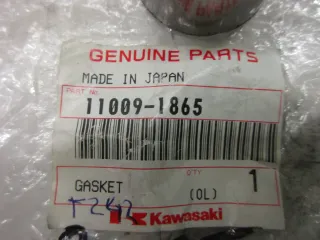 GENUINE PARTS
MADE IN JAPAN
PART NO.
11009-1865
QTY
GASKET
1
(OL)
Kawasaki